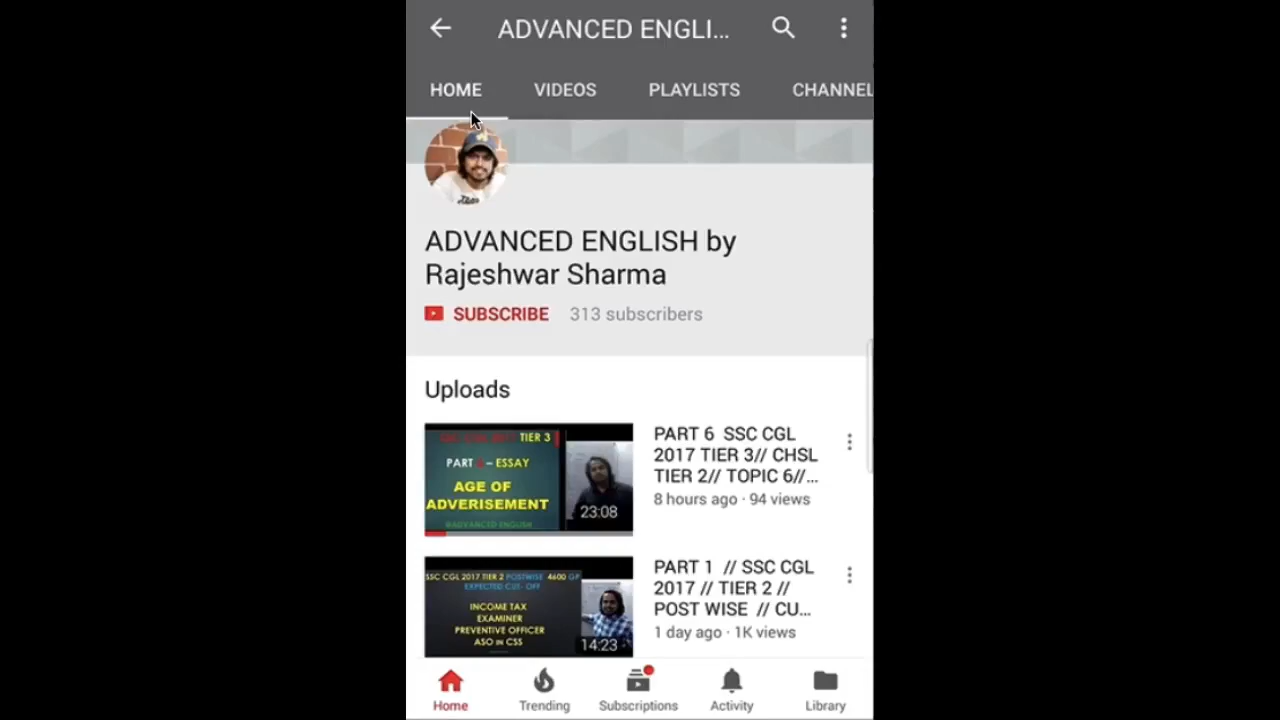 ADVANCED ENGLI...
HOME VIDEOS PLAYLISTS CHANNEL
ADVANCED ENGLISH by
Rajeshwar Sharma
SUBSCRIBE 313 subscribers
Uploads
TIER 3
PART – ESSAY
AGE OF
ADVERISEMENT
@ADVANCED ENGLISH
23:08
PART 6 SSC CGL
2017 TIER 3// CHSL
TIER 2// TOPIC 6//...
8 hours ago · 94 views
SSC CGL 2017 TIER 2 POSTWISE 4600 GP
EXPECTED CUT- OFF
INCOME TAX
EXAMINER
PREVENTIVE OFFICER
ASO IN CSS
14:23
PART 1 // SSC CGL
2017 // TIER 2 //
POST WISE // CU...
1 day ago · 1K views
Home Trending Subscriptions Activity Library